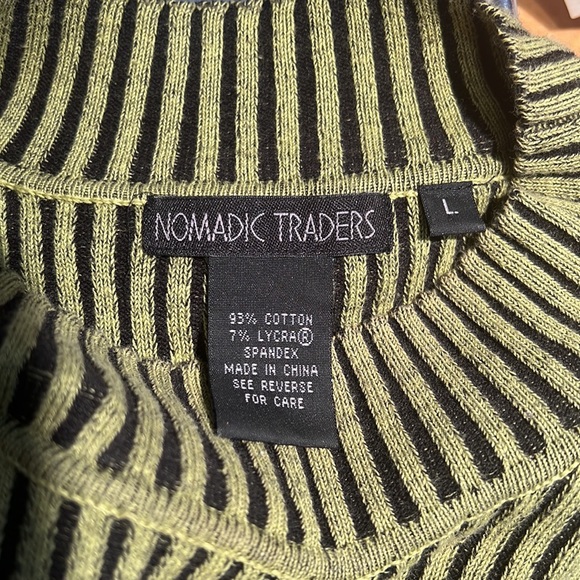 NOMADIC TRADERS
L.
93% COTTON
7% LYCRA®
SPANDEX
MADE IN CHINA
SEE REVERSE
FOR CARE